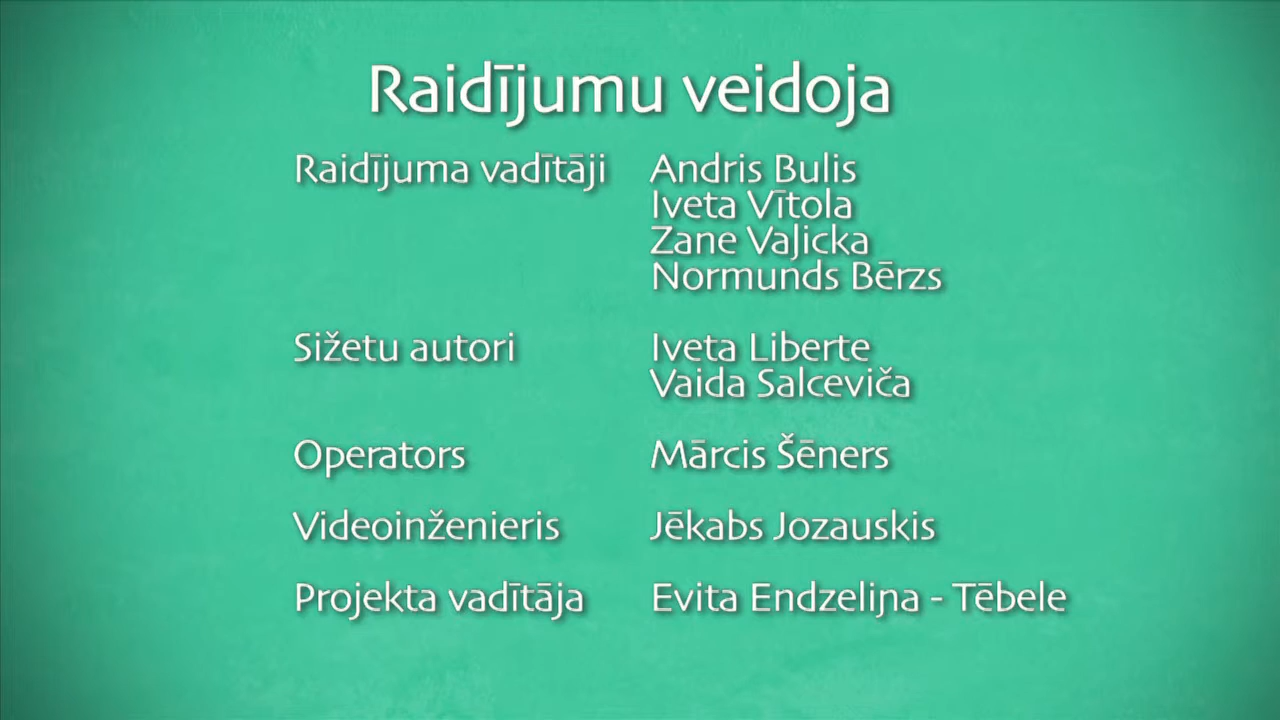 Raidījumu veidoja
Raidījuma vadītāji Andris Bulis
Iveta Vītola
Zane Vaļicka
Normunds Bērzs
Sižetu autori Iveta Liberte
Vaida Salceviča
Operators Mārcis Šēners
Videoinženieris Jēkabs Jozauskis
Projekta vadītāja Evita Endzeliņa - Tēbele